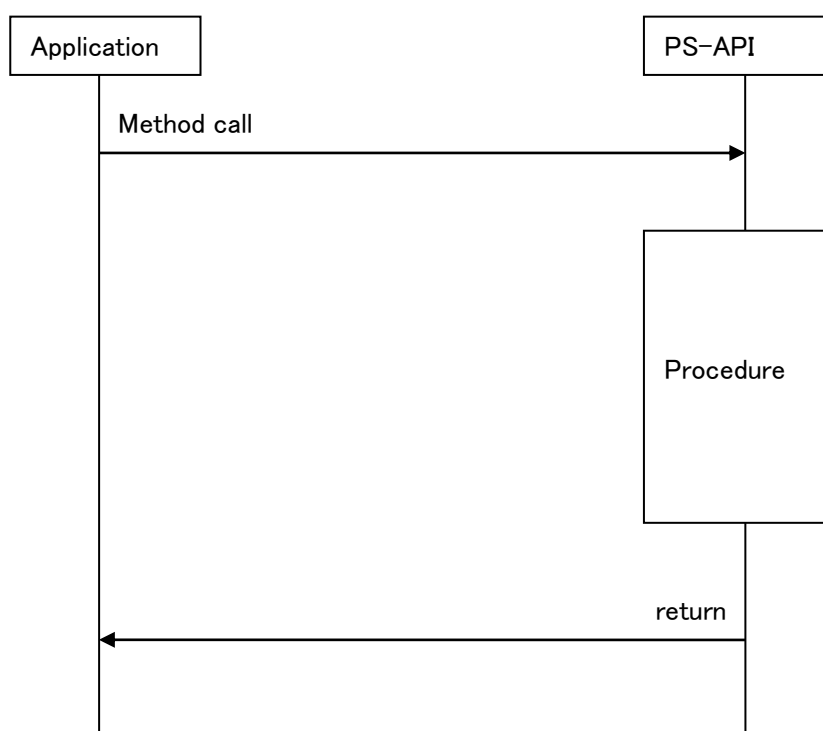 Application
PS-API
Method call
Procedure
return